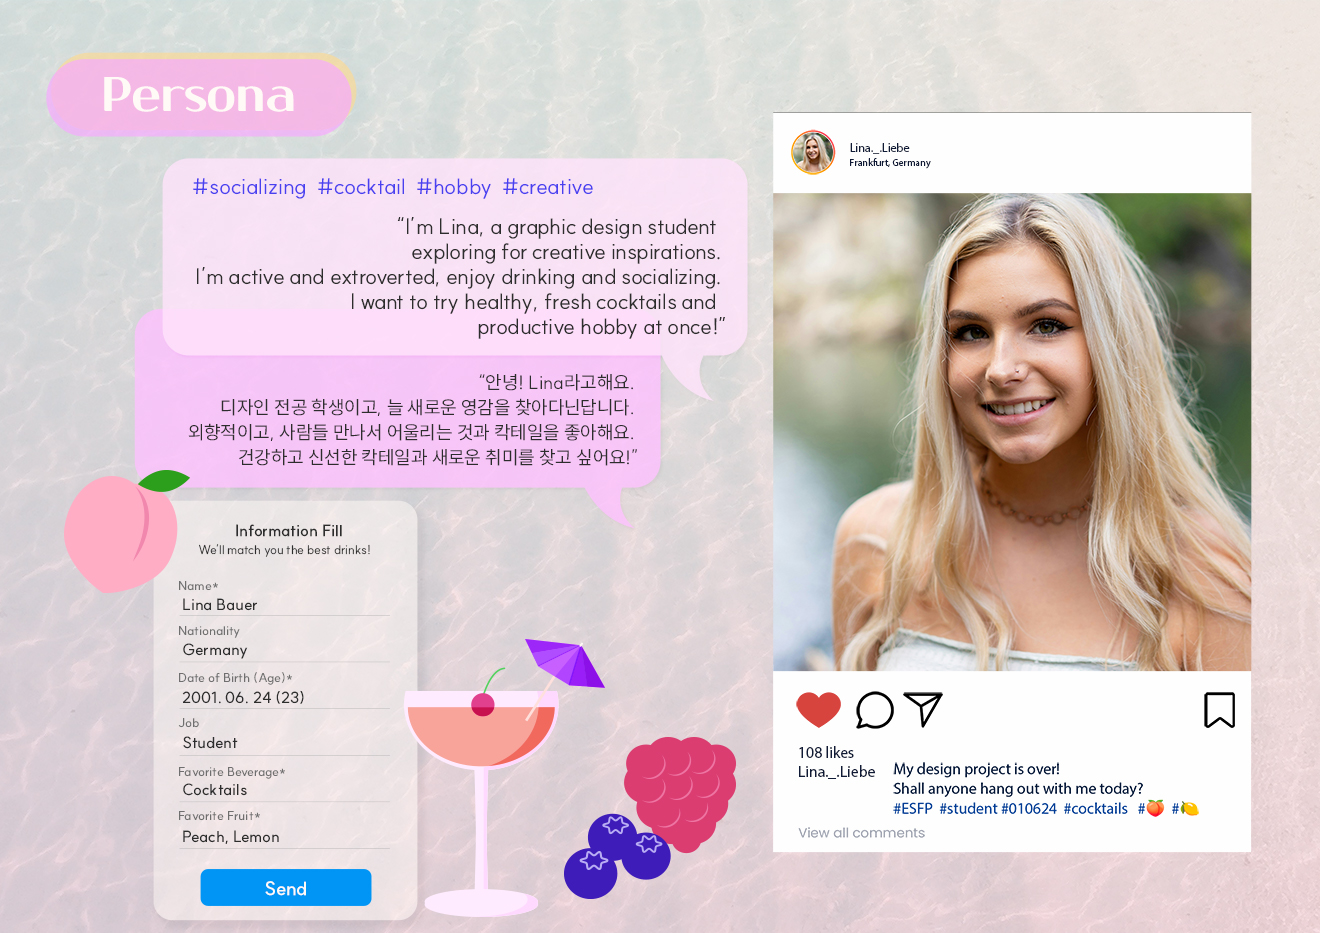 Persona
#socializing #cocktail #hobby #creative
“I’m Lina, a graphic design student
exploring for creative inspirations.
I’m active and extroverted, enjoy drinking and socializing.
I want to try healthy, fresh cocktails and
productive hobby at once!”
“안녕! Lina라고해요.
디자인 전공 학생이고, 늘 새로운 영감을 찾아다닌답니다.
외향적이고, 사람들 만나서 어울리는 것과 칵테일을 좋아해요.
건강하고 신선한 칵테일과 새로운 취미를 찾고 싶어요!”
Information Fill
We’ll match you the best drinks!
Name*
Lina Bauer
Nationality
Germany
Date of Birth (Age)*
2001. 06. 24 (23)
Job
Student
Favorite Beverage*
Cocktails
Favorite Fruit*
Peach, Lemon
Send
Lina._.Liebe
Frankfurt, Germany
108 likes
Lina._.Liebe
My design project is over!
Shall anyone hang out with me today?
#ESFP #student #010624 #cocktails #🍑 #🍋
View all comments